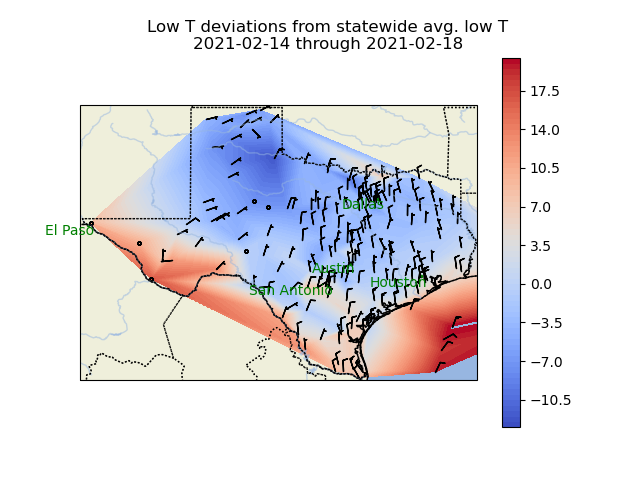 Low T deviations from statewide avg. low T
2021-02-14 through 2021-02-18
17.5
14.0
10.5
7.0
3.5
0.0
−3.5
−7.0
−10.5
Dallas
El Paso
Austin
Houston
San Antonio